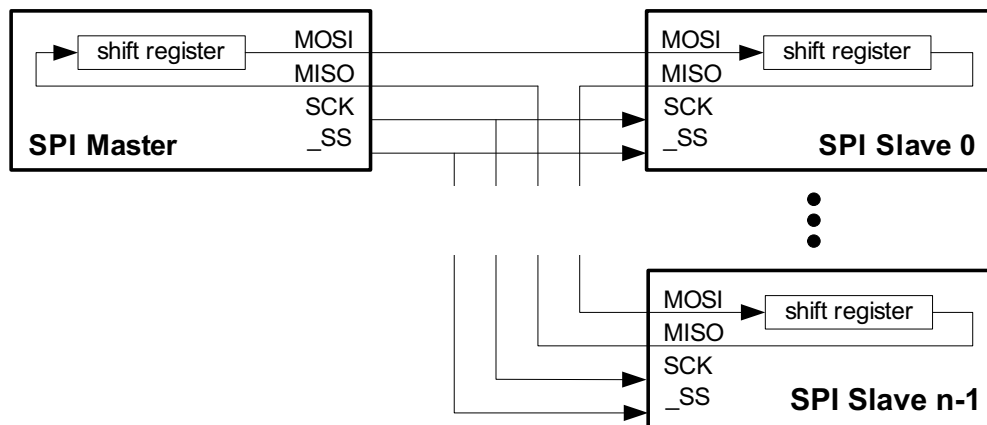 shift register
MOSI
MISO
SCK
_SS
SPI Master
MOSI
MISO
SCK
_SS
shift register
SPI Slave 0
MOSI
MISO
SCK
_SS
shift register
SPI Slave n-1